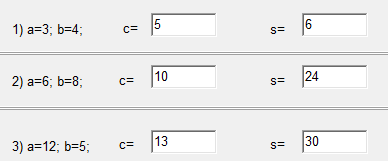 1) a=3; b=4; c= 5 s= 6
2) a=6; b=8; c= 10 s= 24
3) a=12; b=5; c= 13 s= 30